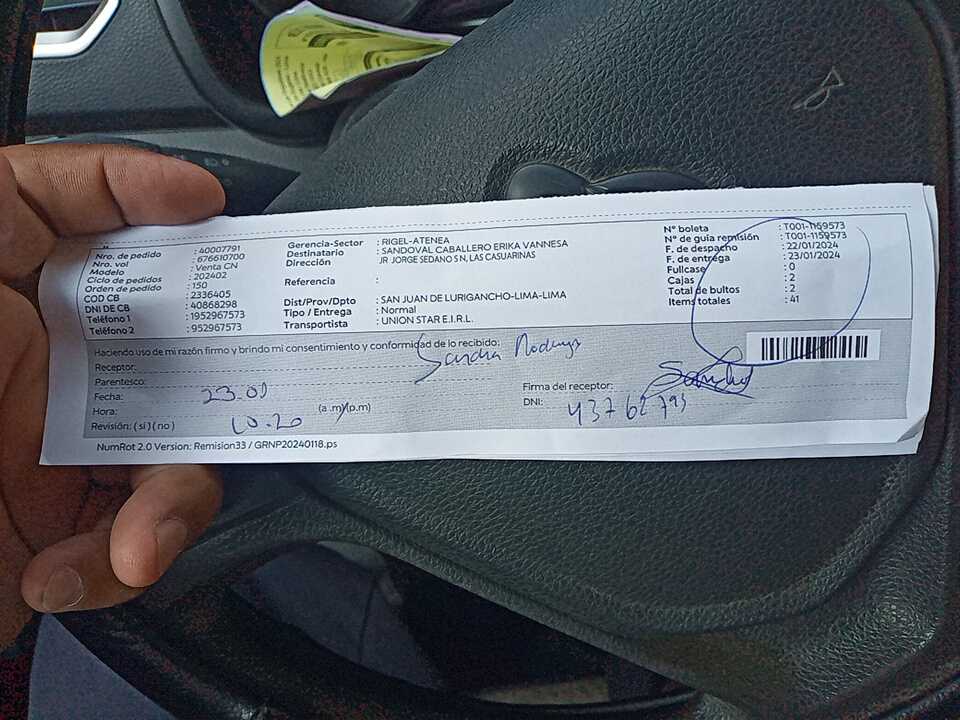 Nro. de pedido : 40007791
Nro. vol : 676610700
Modelo : Venta CN
Ciclo de pedidos : 202402
Orden de pedido : 150
COD CB : 2336405
DNI DE CB : 40868298
Teléfono 1 : 1952967573
Teléfono 2 : 952967573
Gerencia-Sector : RIGEL-ATENEA
Destinatario : SANDOVAL CABALLERO ERIKA VANNESA
Dirección : JR JORGE SEDANO S N, LAS CASUARINAS
Referencia :
Dist/Prov/Dpto : SAN JUAN DE LURIGANCHO-LIMA-LIMA
Tipo / Entrega : Normal
Transportista : UNION STAR E.I.R.L.
N° boleta : T001-1159573
N° de guia remisión : T001-1159573
F. de despacho : 22/01/2024
F. de entrega : 23/01/2024
Fullcase : 0
Cajas : 2
Total de bultos : 2
Items totales : 41
Haciendo uso de mi razón firmo y brindo mi consentimiento y conformidad de lo recibido:
Receptor: Sandra
Parentesco:
Fecha: 23.01
Hora: 10.20 (a .m)/(p.m)
Revisión: ( si ) ( no )
Firma del receptor:
DNI: 43762793
NumRot 2.0 Version: Remision33 / GRNP20240118.ps